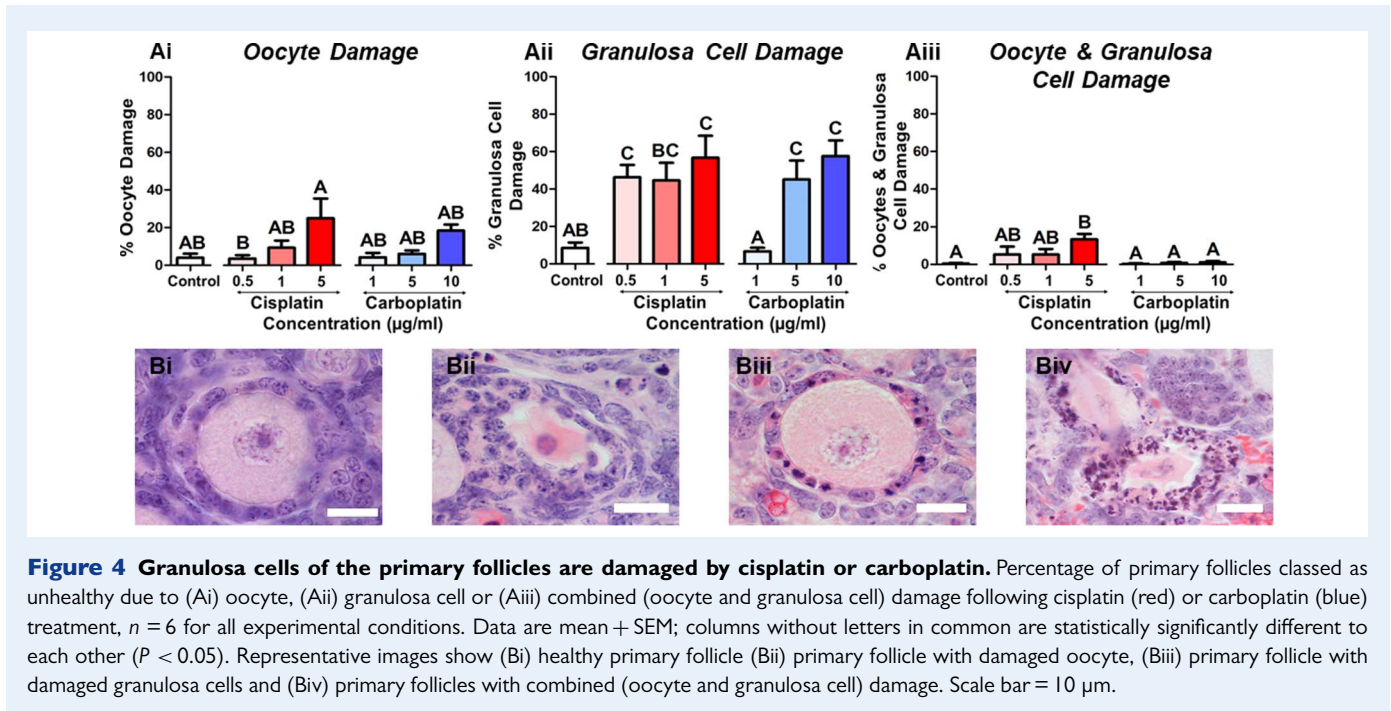 Ai Oocyte Damage
% Oocyte Damage
100
80
60
40
20
0
AB B AB A AB AB AB
Control 0.5 1 5 1 5 10
Cisplatin Carboplatin
Concentration (µg/ml)
Aii Granulosa Cell Damage
% Granulosa Cell
Damage
100
80
60
40
20
0
AB C BC C A C C
Control 0.5 1 5 1 5 10
Cisplatin Carboplatin
Concentration (µg/ml)
Aiii Oocyte & Granulosa
Cell Damage
% Oocytes & Granulosa
Cell Damage
100
80
60
40
20
0
A AB AB B A A A
Control 0.5 1 5 1 5 10
Cisplatin Carboplatin
Concentration (µg/ml)
Bi Bii Biii Biv
Figure 4 Granulosa cells of the primary follicles are damaged by cisplatin or carboplatin. Percentage of primary follicles classed as
unhealthy due to (Ai) oocyte, (Aii) granulosa cell or (Aiii) combined (oocyte and granulosa cell) damage following cisplatin (red) or carboplatin (blue)
treatment, n = 6 for all experimental conditions. Data are mean + SEM; columns without letters in common are statistically significantly different to
each other (P < 0.05). Representative images show (Bi) healthy primary follicle (Bii) primary follicle with damaged oocyte, (Biii) primary follicle with
damaged granulosa cells and (Biv) primary follicles with combined (oocyte and granulosa cell) damage. Scale bar = 10 µm.